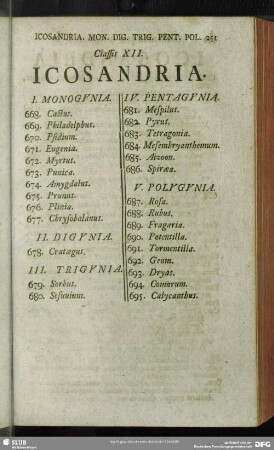 ICOSANDRIA. MON. DIG. TRIG. PENT. POL. 251
Classis XII.
ICOSANDRIA.
I. MONOGYNIA.
668. Cactus.
669. Philadelphus.
670. Psidium.
671. Eugenia.
672. Myrtus.
673. Punica.
674. Amygdalus.
675. Prunus.
676. Plinia.
677. Chrysobalanus.
II. DIGYNIA.
678. Crataegus.
III. TRIGYNIA.
679. Sorbus.
680. Sesuvium.
IV. PENTAGYNIA.
681. Mespilus.
682. Pyrus.
683. Tetragonia.
684. Mesembryanthemum.
685. Aizoon.
686. Spiræa.
V. POLYGYNIA.
687. Rosa.
688. Rubus.
689. Fragaria.
690. Potentilla.
691. Tormentilla.
692. Geum.
693. Dryas.
694. Comarum.
695. Calycanthus.
SLUB
DFG